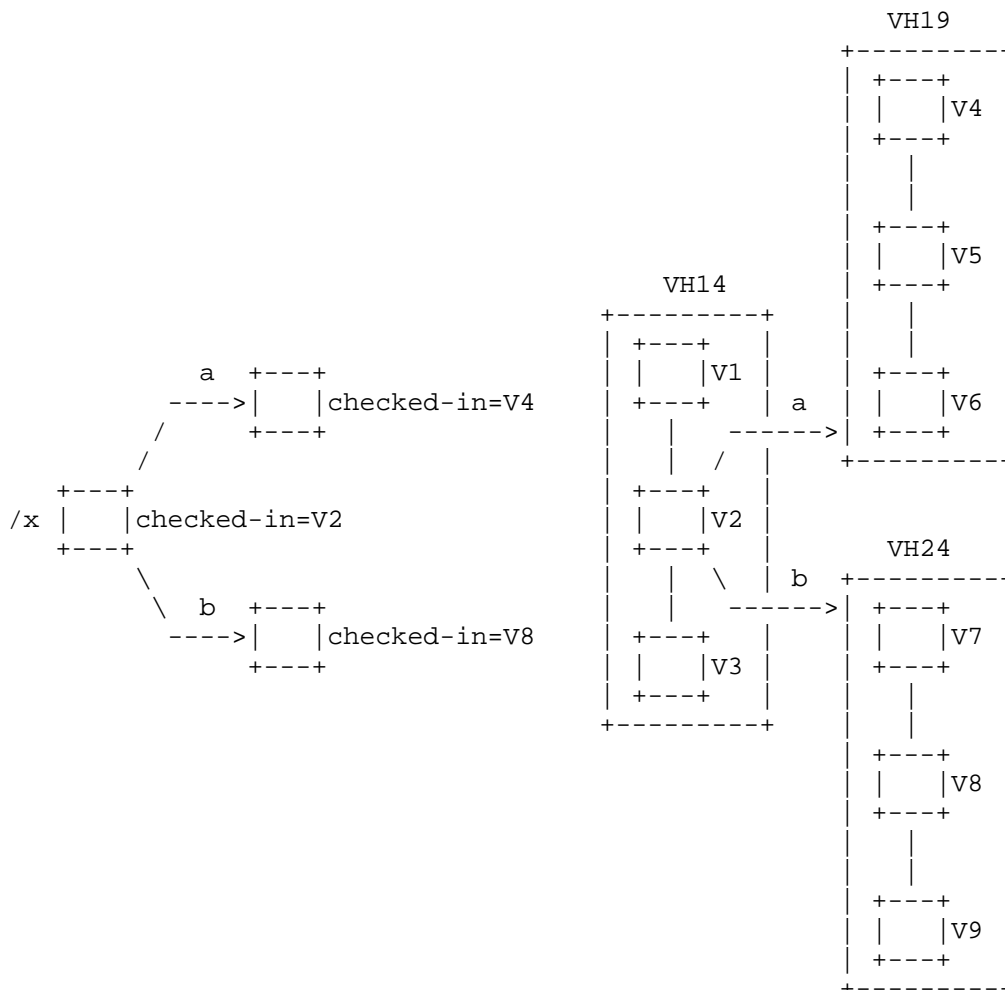 VH19
V4
V5
VH14
a
V1
V6
checked-in=V4
a
/x
checked-in=V2
V2
VH24
b
b
V7
checked-in=V8
V3
V8
V9